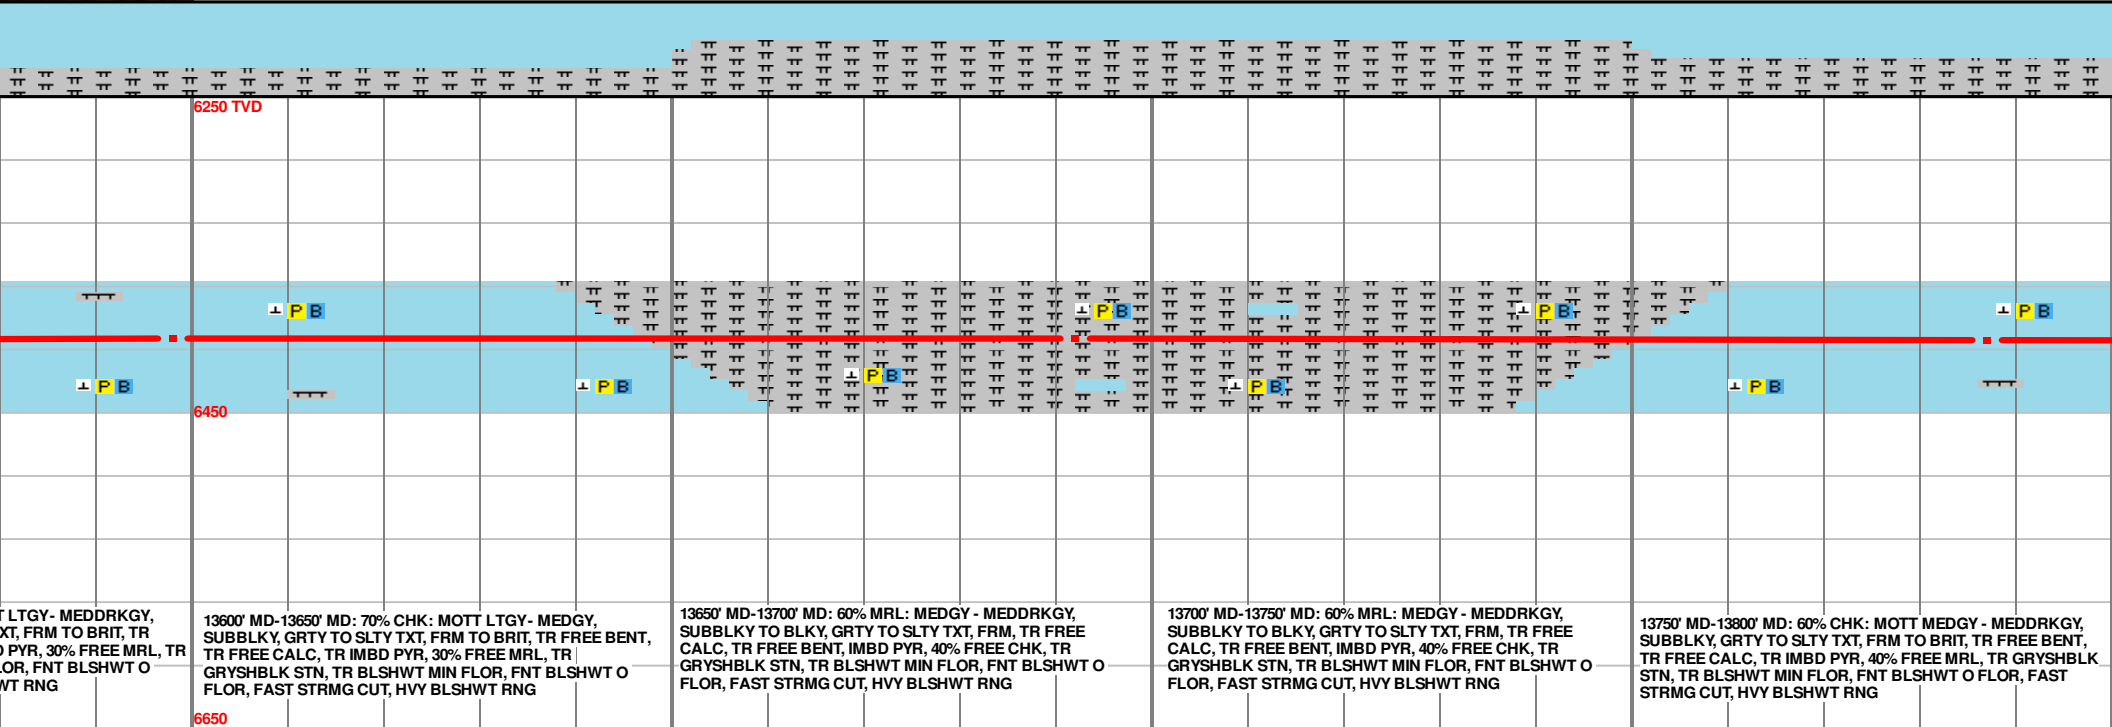 6250 TVD
P B
P B
P B
P B
6450
P B
P B
P B
P B
P B
T LTGY- MEDDRKGY,
XT, FRM TO BRIT, TR
D PYR, 30% FREE MRL, TR
LOR, FNT BLSHWT O
WT RNG
13600' MD-13650' MD: 70% CHK: MOTT LTGY- MEDGY,
SUBBLKY, GRTY TO SLTY TXT, FRM TO BRIT, TR FREE BENT,
TR FREE CALC, TR IMBD PYR, 30% FREE MRL, TR
GRYSHBLK STN, TR BLSHWT MIN FLOR, FNT BLSHWT O
FLOR, FAST STRMG CUT, HVY BLSHWT RNG
13650' MD-13700' MD: 60% MRL: MEDGY - MEDDRKGY,
SUBBLKY TO BLKY, GRTY TO SLTY TXT, FRM, TR FREE
CALC, TR FREE BENT, IMBD PYR, 40% FREE CHK, TR
GRYSHBLK STN, TR BLSHWT MIN FLOR, FNT BLSHWT O
FLOR, FAST STRMG CUT, HVY BLSHWT RNG
13700' MD-13750' MD: 60% MRL: MEDGY - MEDDRKGY,
SUBBLKY TO BLKY, GRTY TO SLTY TXT, FRM, TR FREE
CALC, TR FREE BENT, IMBD PYR, 40% FREE CHK, TR
GRYSHBLK STN, TR BLSHWT MIN FLOR, FNT BLSHWT O
FLOR, FAST STRMG CUT, HVY BLSHWT RNG
13750' MD-13800' MD: 60% CHK: MOTT MEDGY - MEDDRKGY,
SUBBLKY, GRTY TO SLTY TXT, FRM TO BRIT, TR FREE BENT,
TR FREE CALC, TR IMBD PYR, 40% FREE MRL, TR GRYSHBLK
STN, TR BLSHWT MIN FLOR, FNT BLSHWT O FLOR, FAST
STRMG CUT, HVY BLSHWT RNG
6650